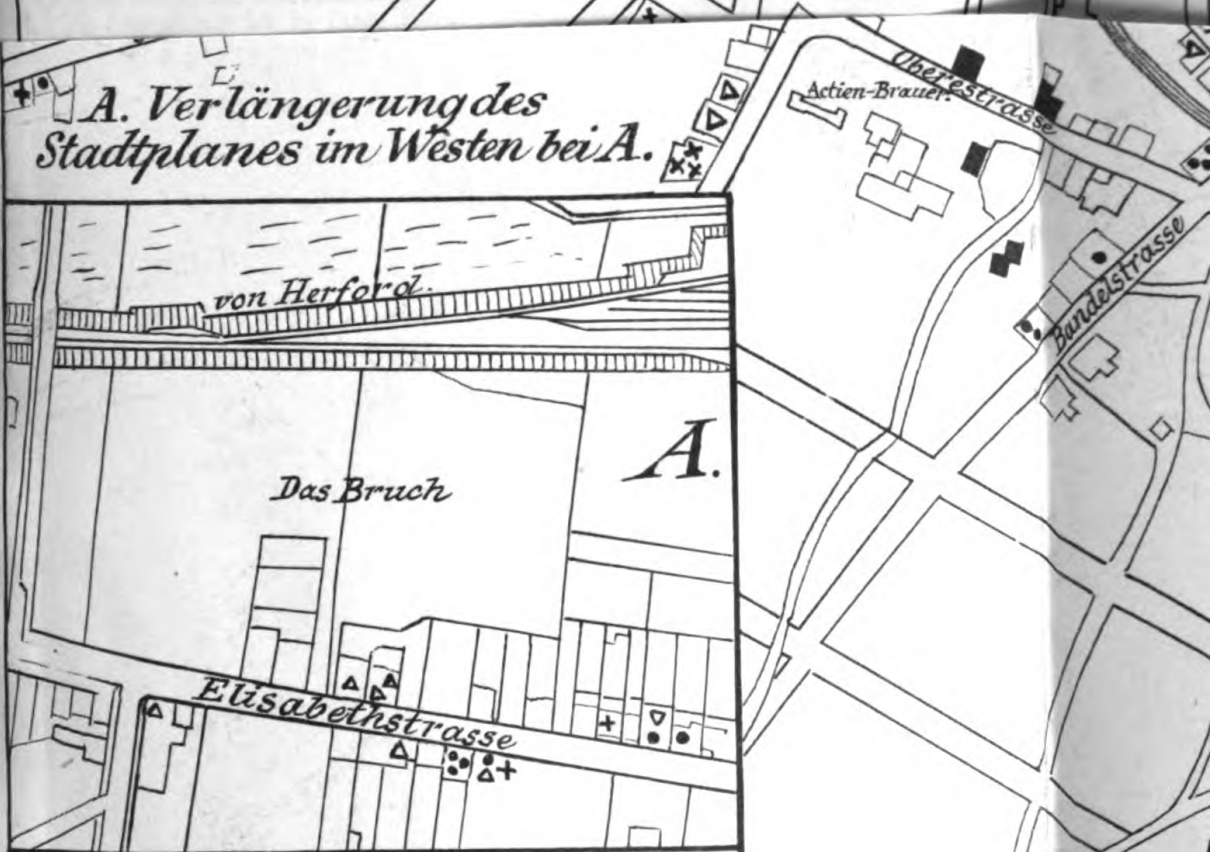 A. Verlängerung des
Stadtplanes im Westen bei A.
Oberestrasse
Actien-Brauer.
Bandelstrasse
von Herford.
A.
Das Bruch
Elisabethstrasse